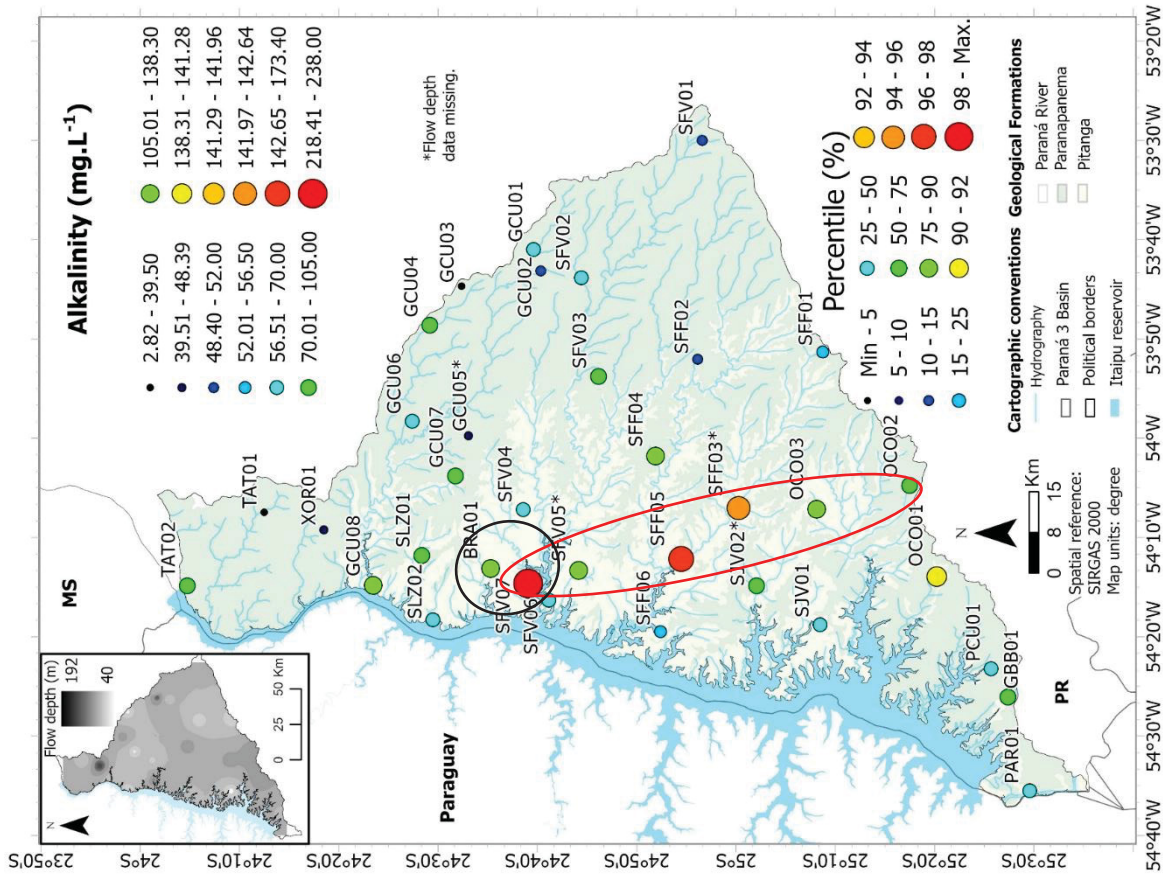 MS
Paraguay
PR
Flow depth (m)
192
40
0 25 50 Km
N
Alkalinity (mg.L⁻¹)
2.82 - 39.50
39.51 - 48.39
48.40 - 52.00
52.01 - 56.50
56.51 - 70.00
70.01 - 105.00
105.01 - 138.30
138.31 - 141.28
141.29 - 141.96
141.97 - 142.64
142.65 - 173.40
218.41 - 238.00
*Flow depth
data missing.
TAT02
TAT01
XOR01
GCU08
GCU06
GCU04
GCU03
GCU07
GCU05*
SLZ01
SLZ02
BRA01
GCU01
GCU02
SFV02
SFV04
SFV07
SFV06
SFV05*
SFV03
SFV01
SFF04
SFF02
SFF05
SFF06
SFF03*
SFF01
SJV02*
SJV01
OCO03
OCO02
OCO01
PCU01
GBB01
PAR01
Percentile (%)
Min - 5
5 - 10
10 - 15
15 - 25
25 - 50
50 - 75
75 - 90
90 - 92
92 - 94
94 - 96
96 - 98
98 - Max.
N
0 8 15 Km
Spatial reference:
SIRGAS 2000
Map units: degree
Cartographic conventions
Hydrography
Paraná 3 Basin
Political borders
Itaipu reservoir
Geological Formations
Paraná River
Paranapanema
Pitanga
23°50'S
24°S
24°10'S
24°20'S
24°30'S
24°40'S
24°50'S
25°S
25°10'S
25°20'S
25°30'S
54°40'W
54°30'W
54°20'W
54°10'W
54°W
53°50'W
53°40'W
53°30'W
53°20'W